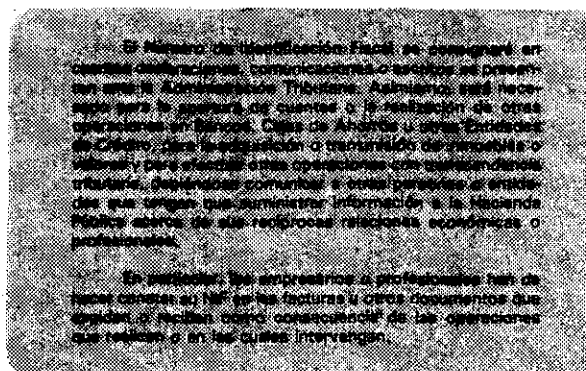 El Número de Identificación Fiscal se consignará en
cuantas declaraciones, comunicaciones o escritos se presen-
ten ante la Administración Tributaria. Asimismo, será nece-
sario para la apertura de cuentas o la realización de otras
operaciones en Bancos, Cajas de Ahorros u otras Entidades
de Crédito, para la adquisición o transmisión de inmuebles o
valores y para efectuar otras operaciones con trascendencia
tributaria, debiéndose comunicar a otras personas o entida-
des que tengan que suministrar información a la Hacienda
Pública acerca de sus recíprocas relaciones económicas o
profesionales.
En particular, los empresarios o profesionales han de
hacer constar su NIF en las facturas u otros documentos que
expidan o reciban como consecuencia de las operaciones
que realicen o en las cuales intervengan.